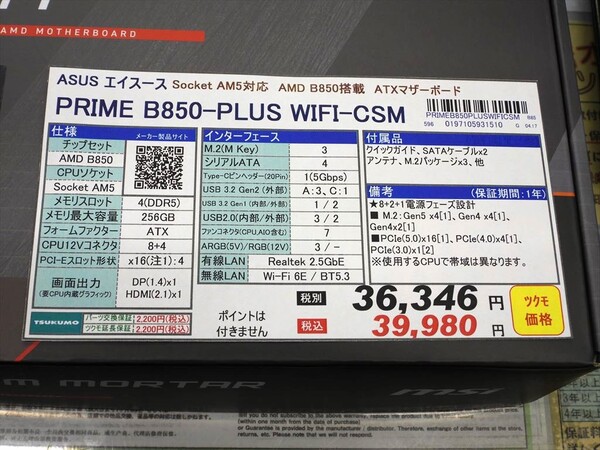 AMD MOTHERBOARD
ASUS エイスース Socket AM5対応 AMD B850搭載 ATXマザーボード
PRIME B850-PLUS WIFI-CSM
PRIMEB850PLUSWIFICSM
0197105931510
仕様
メーカー製品サイト
チップセット
AMD B850
CPUソケット
Socket AM5
メモリスロット 4(DDR5)
メモリ最大容量 256GB
フォームファクター ATX
CPU12Vコネクタ 8+4
PCI-Eスロット形状 x16(注1):4
画面出力
(要CPU内蔵グラフィック)
DP(1.4)x1
HDMI(2.1)x1
インターフェース
M.2(M Key) 3
シリアルATA 4
Type-Cピンヘッダー(20Pin) 1(5Gbps)
USB 3.2 Gen2 (外部) A:3、C:1
USB 3.2 Gen1 (内部/外部) 1/2
USB2.0(内部/外部) 3/2
ファンコネクタ(CPU,AIO含む) 7
ARGB(5V)/RGB(12V) 3/-
有線LAN Realtek 2.5GbE
無線LAN Wi-Fi 6E / BT5.3
付属品
クイックガイド、SATAケーブルx2
アンテナ、M.2パッケージx3、他
備考 (保証期間:1年)
★8+2+1電源フェーズ設計
■ M.2:Gen5 x4[1]、Gen4 x4[1]、
Gen4x2[1]
■PCIe(5.0)x16[1]、PCIe(4.0)x4[1]、
PCIe(3.0)x1[2]
※使用するCPUで帯域は異なります。
TSUKUMO
パーツ交換保証:2,200円(税込)
ツクモ延長保証:2,200円(税込)
ポイントは
付きません
税別 36,346 円
税込 39,980 円
ツクモ
価格
M MORTAR
msi